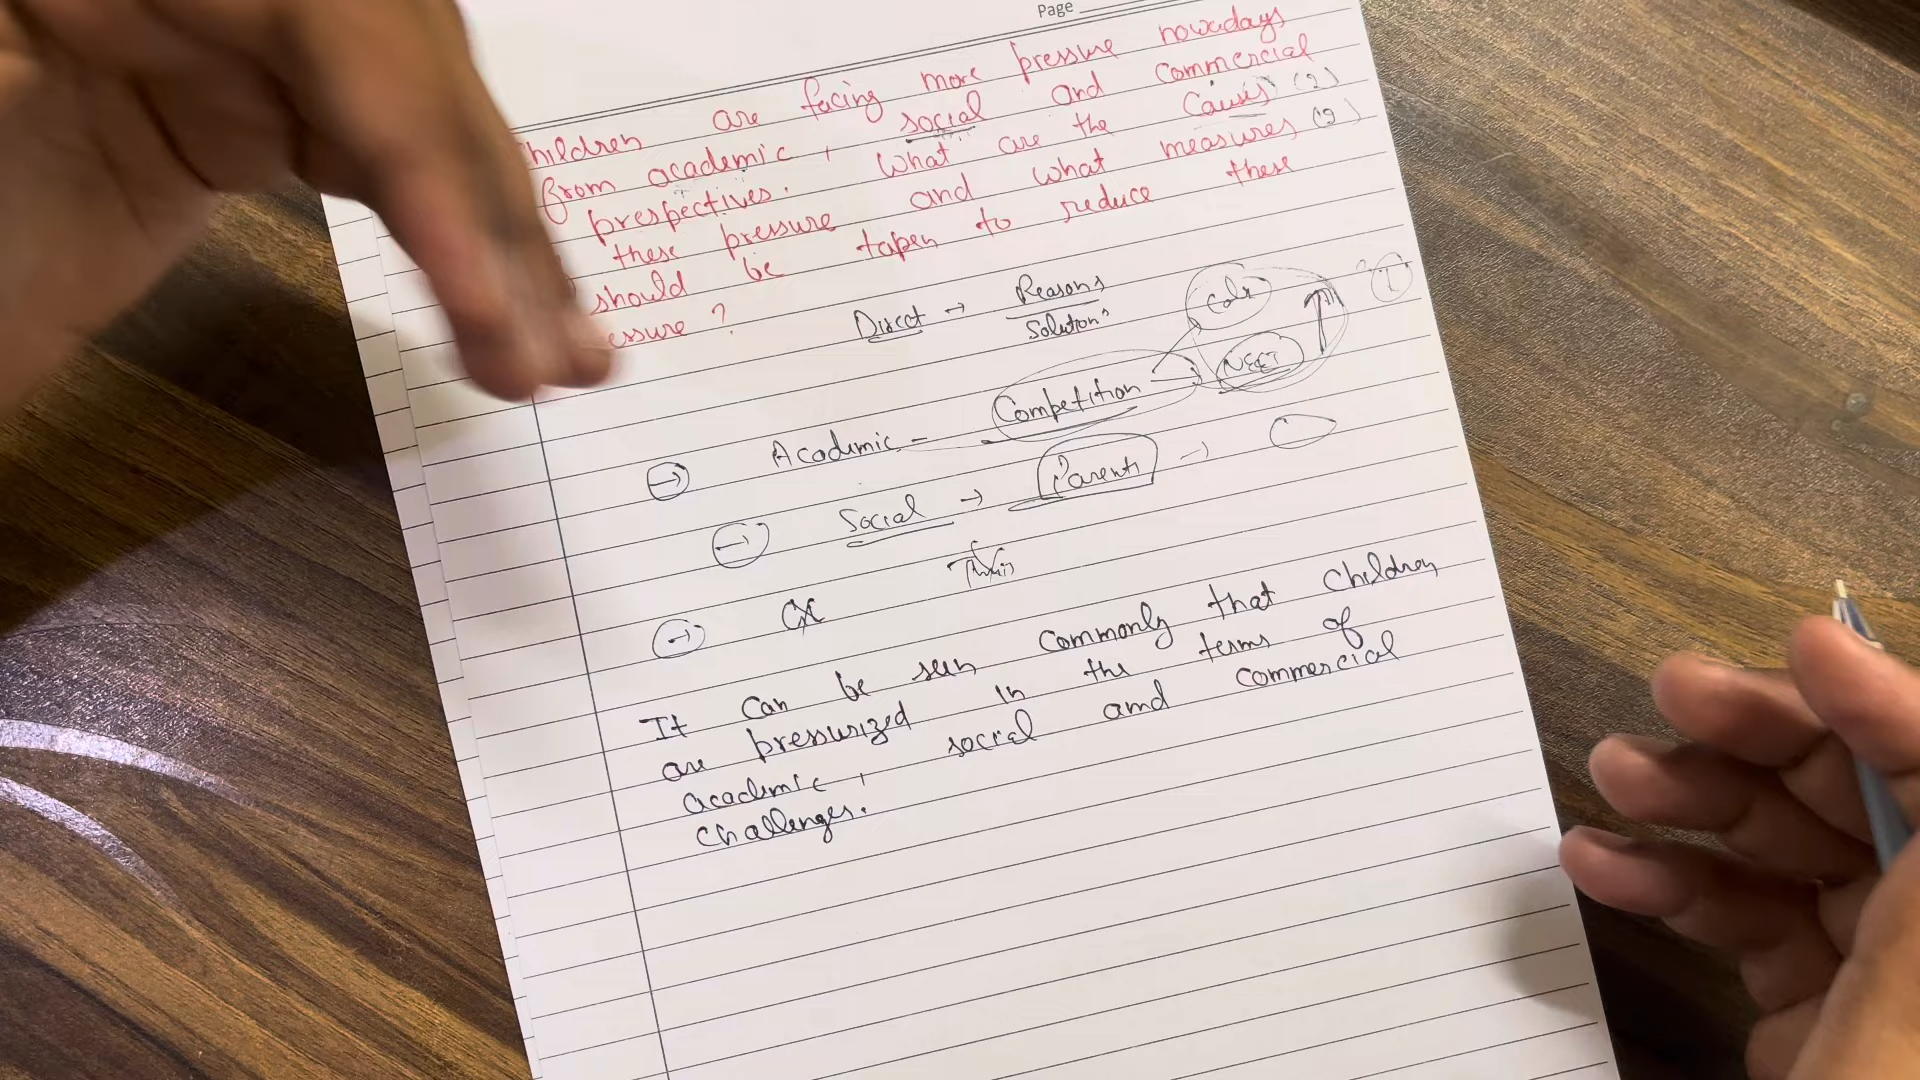 Page
hildren are facing more pressure nowadays
from academic, social and commercial
prespectives. What are the causes (2)
these pressure and what measures (2)
should be taken to reduce these
essure ?
Direct → Reasons
Solutions
Academic - Competition → NEET
Social → Parents →
It can be seen commonly that children
are pressurized in the terms of
academic, social and commercial
challenges.